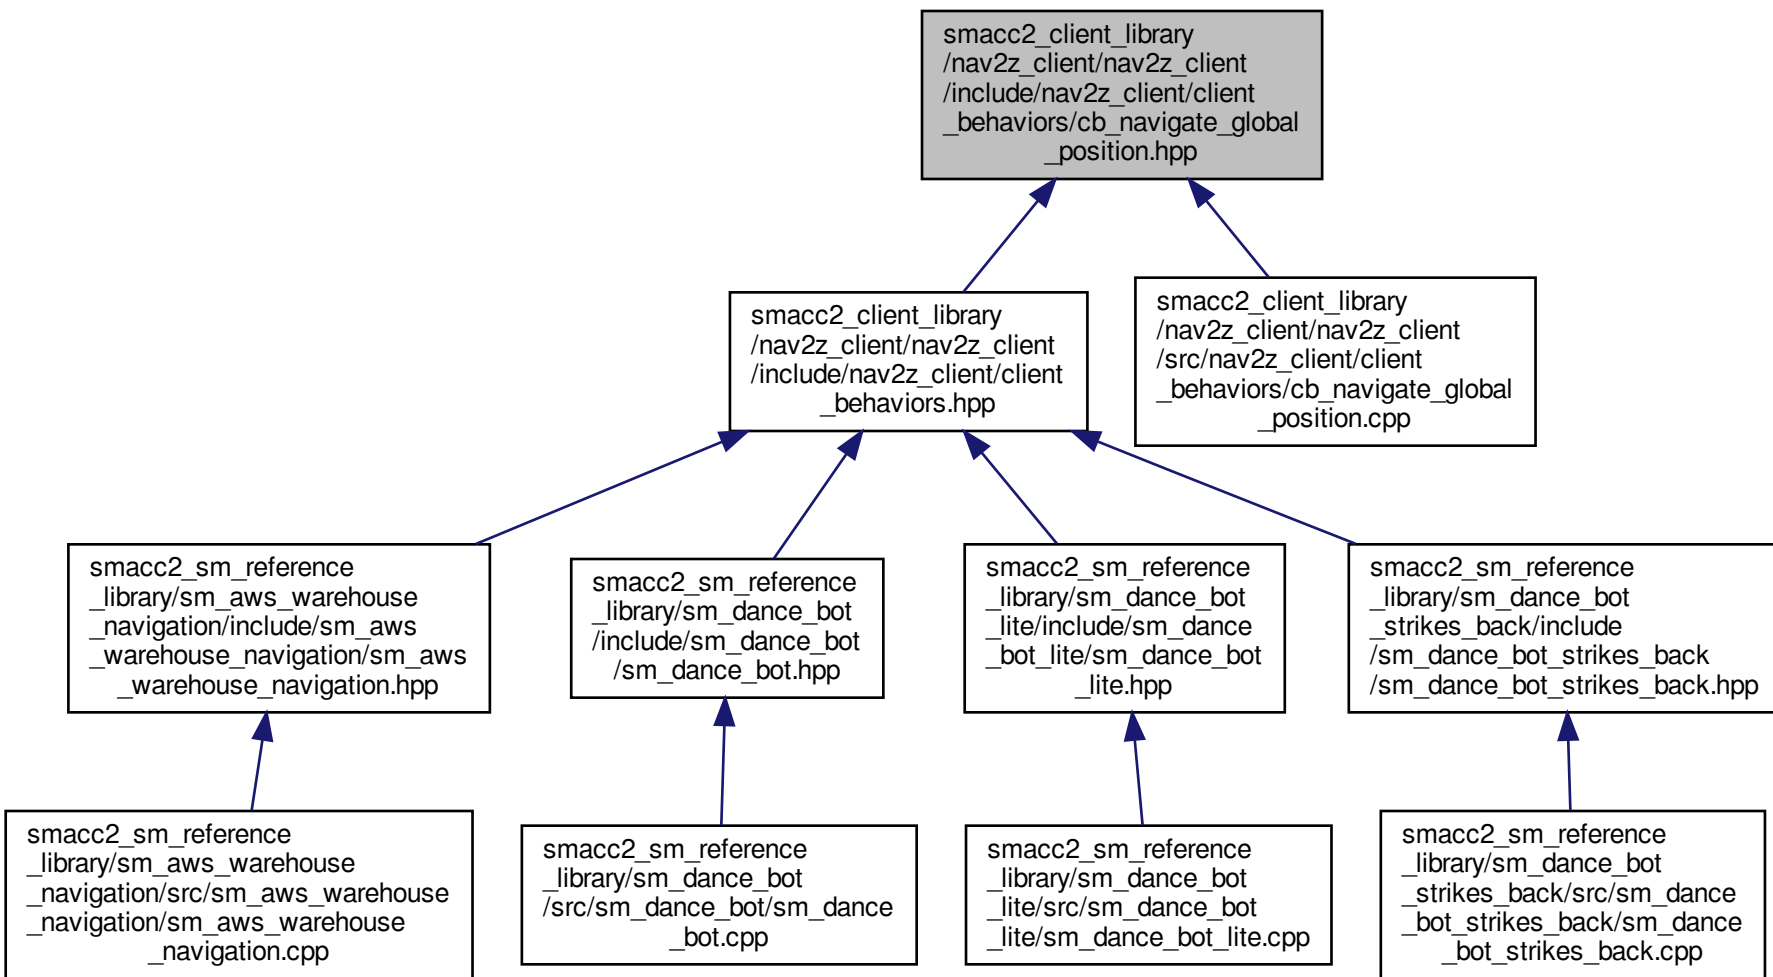 smacc2_client_library
/nav2z_client/nav2z_client
/include/nav2z_client/client
_behaviors/cb_navigate_global
_position.hpp
smacc2_client_library
/nav2z_client/nav2z_client
/include/nav2z_client/client
_behaviors.hpp
smacc2_client_library
/nav2z_client/nav2z_client
/src/nav2z_client/client
_behaviors/cb_navigate_global
_position.cpp
smacc2_sm_reference
_library/sm_aws_warehouse
_navigation/include/sm_aws
_warehouse_navigation/sm_aws
_warehouse_navigation.hpp
smacc2_sm_reference
_library/sm_dance_bot
/include/sm_dance_bot
/sm_dance_bot.hpp
smacc2_sm_reference
_library/sm_dance_bot
_lite/include/sm_dance
_bot_lite/sm_dance_bot
_lite.hpp
smacc2_sm_reference
_library/sm_dance_bot
_strikes_back/include
/sm_dance_bot_strikes_back
/sm_dance_bot_strikes_back.hpp
smacc2_sm_reference
_library/sm_aws_warehouse
_navigation/src/sm_aws_warehouse
_navigation/sm_aws_warehouse
_navigation.cpp
smacc2_sm_reference
_library/sm_dance_bot
/src/sm_dance_bot/sm_dance
_bot.cpp
smacc2_sm_reference
_library/sm_dance_bot
_lite/src/sm_dance_bot
_lite/sm_dance_bot_lite.cpp
smacc2_sm_reference
_library/sm_dance_bot
_strikes_back/src/sm_dance
_bot_strikes_back/sm_dance
_bot_strikes_back.cpp